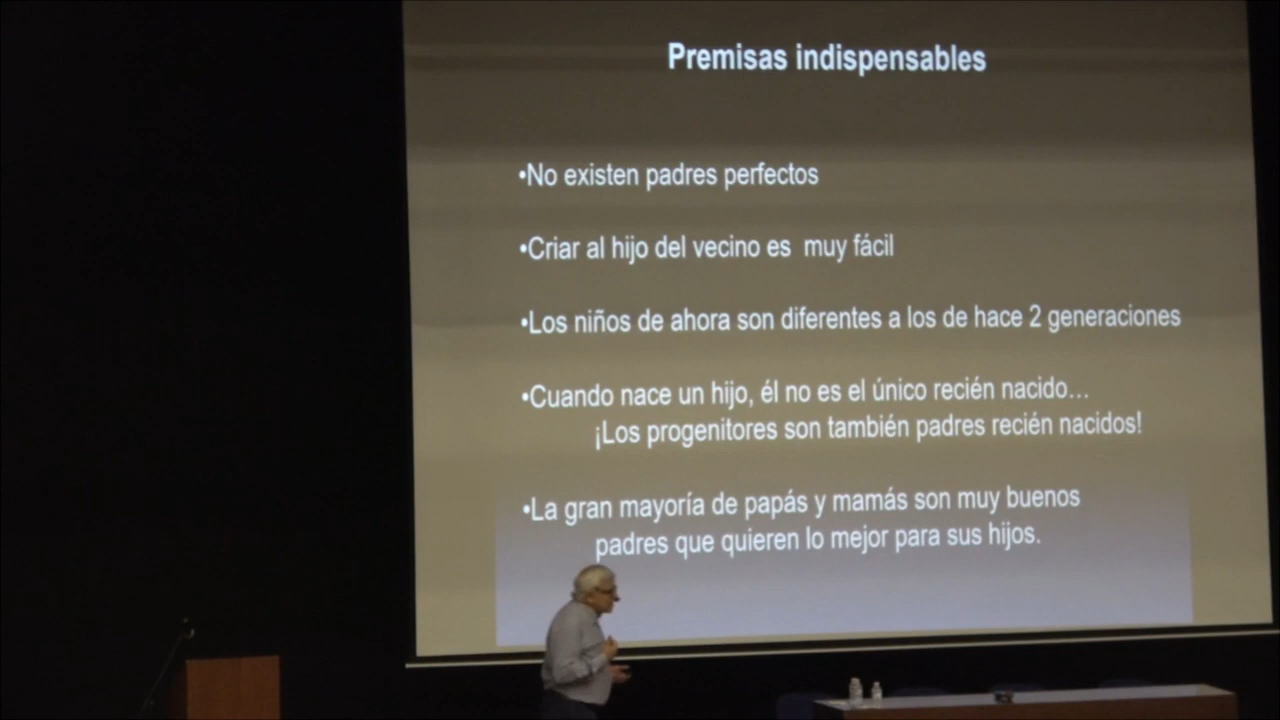 Premisas indispensables
•No existen padres perfectos
•Criar al hijo del vecino es muy fácil
•Los niños de ahora son diferentes a los de hace 2 generaciones
•Cuando nace un hijo, él no es el único recién nacido...
¡Los progenitores son también padres recién nacidos!
•La gran mayoría de papás y mamás son muy buenos
padres que quieren lo mejor para sus hijos.